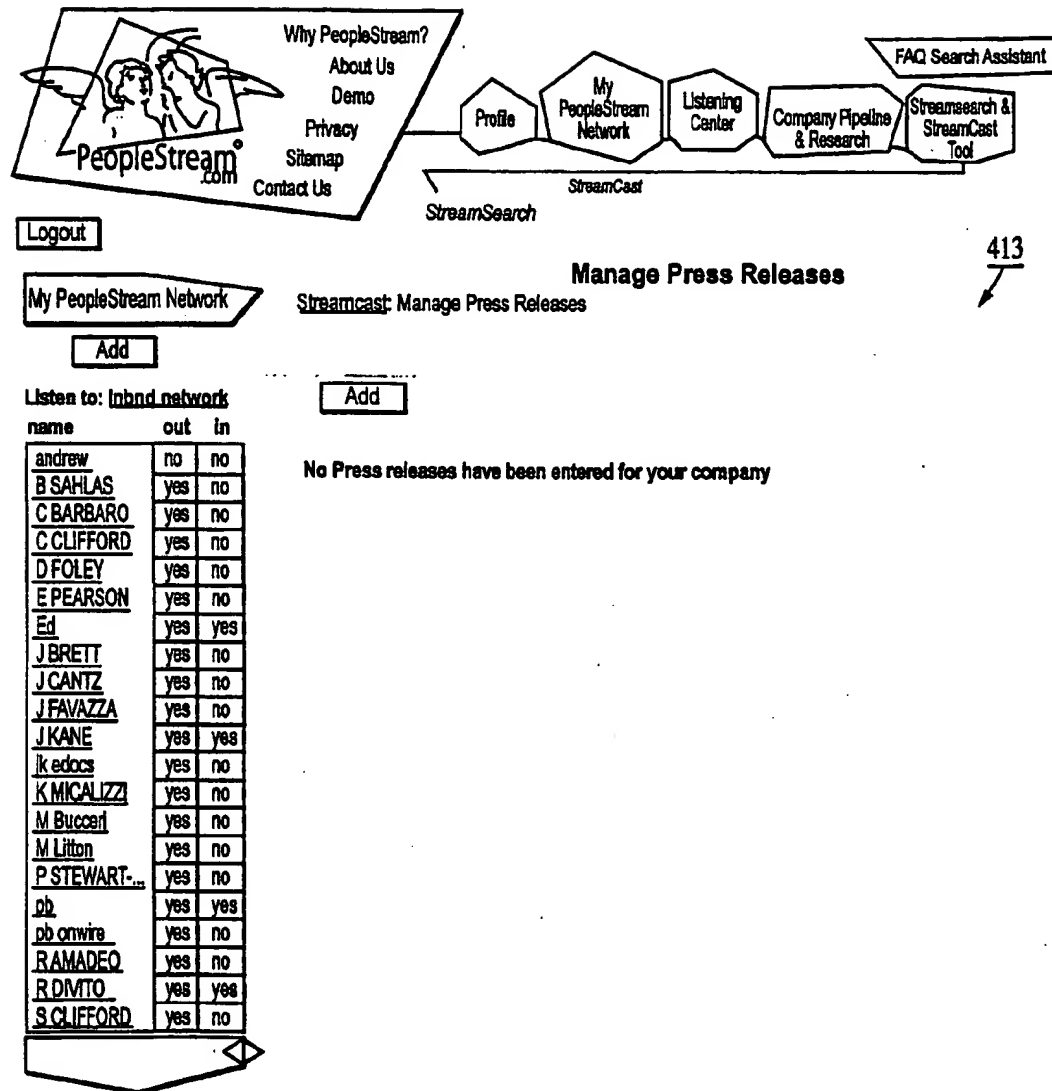 Why PeopleStream?
About Us
Demo
Privacy
Sitemap
Contact Us
PeopleStream
.com
Profile
My PeopleStream Network
Listening Center
Company Pipeline & Research
Streamsearch & StreamCast Tool
FAQ Search Assistant
StreamCast
StreamSearch
Logout
413
Manage Press Releases
My PeopleStream Network
Streamcast: Manage Press Releases
Add
Add
Listen to: Inbnd network
name out in
andrew no no
B SAHLAS yes no
C BARBARO yes no
C CLIFFORD yes no
D FOLEY yes no
E PEARSON yes no
Ed yes yes
J BRETT yes no
J CANTZ yes no
J FAVAZZA yes no
J KANE yes yes
jk edocs yes no
K MICALIZZI yes no
M Bucceri yes no
M Litton yes no
P STEWART-... yes no
pb yes yes
pb onwire yes no
R AMADEO yes no
R DIVITO yes yes
S CLIFFORD yes no
No Press releases have been entered for your company